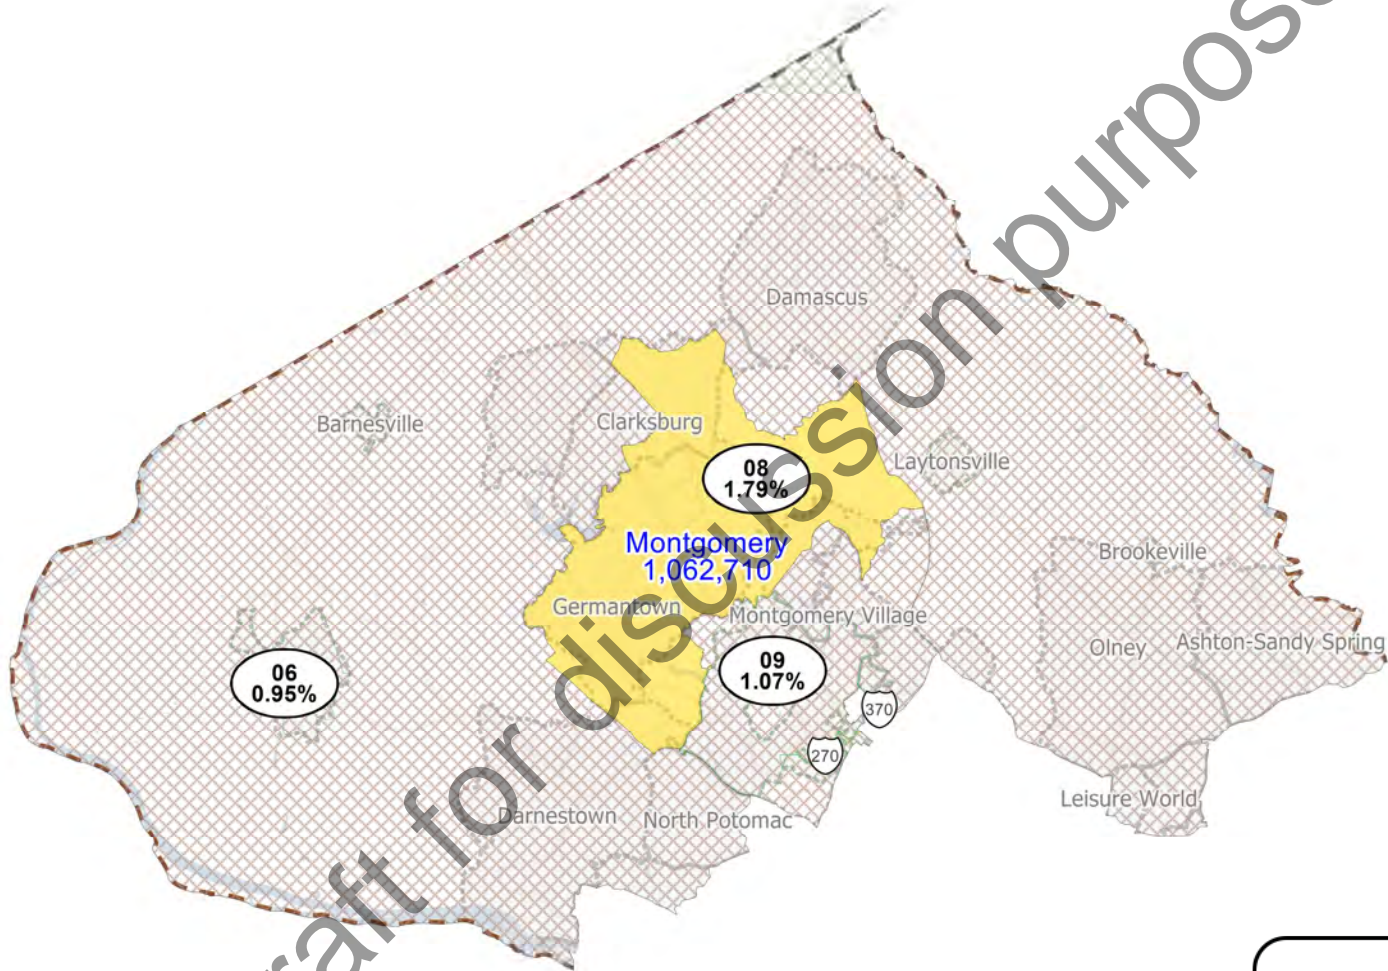 Draft for discussion purpose
Damascus
Barnesville
Clarksburg
Laytonsville
08
1.79%
Montgomery
1,062,710
Brookeville
Germantown
Montgomery Village
Olney
Ashton-Sandy Spring
06
0.95%
09
1.07%
370
270
Leisure World
Darnestown
North Potomac